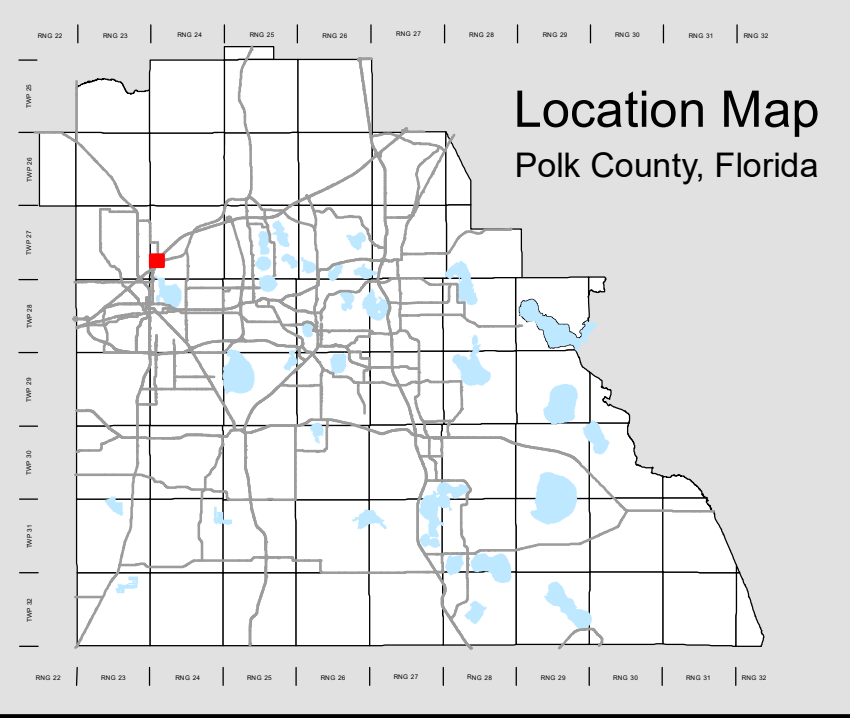 RNG 22 RNG 23 RNG 24 RNG 25 RNG 26 RNG 27 RNG 28 RNG 29 RNG 30 RNG 31 RNG 32
Location Map
Polk County, Florida
TWP 25
TWP 26
TWP 27
TWP 28
TWP 29
TWP 30
TWP 31
TWP 32
RNG 22 RNG 23 RNG 24 RNG 25 RNG 26 RNG 27 RNG 28 RNG 29 RNG 30 RNG 31 RNG 32